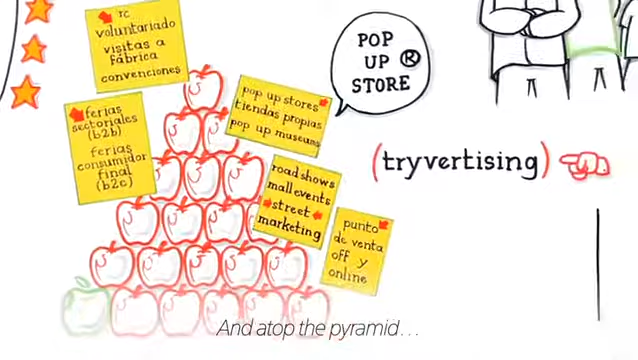 rc
voluntariado
visitas a
fábrica
convenciones
ferias
sectoriales
(b2b)
ferias
consumidor
final
(b2c)
pop up stores
tiendas propias
pop up museums
road shows
mall events
street
marketing
punto
de venta
off y
online
POP
UP ®
STORE
(tryvertising)
And atop the pyramid...